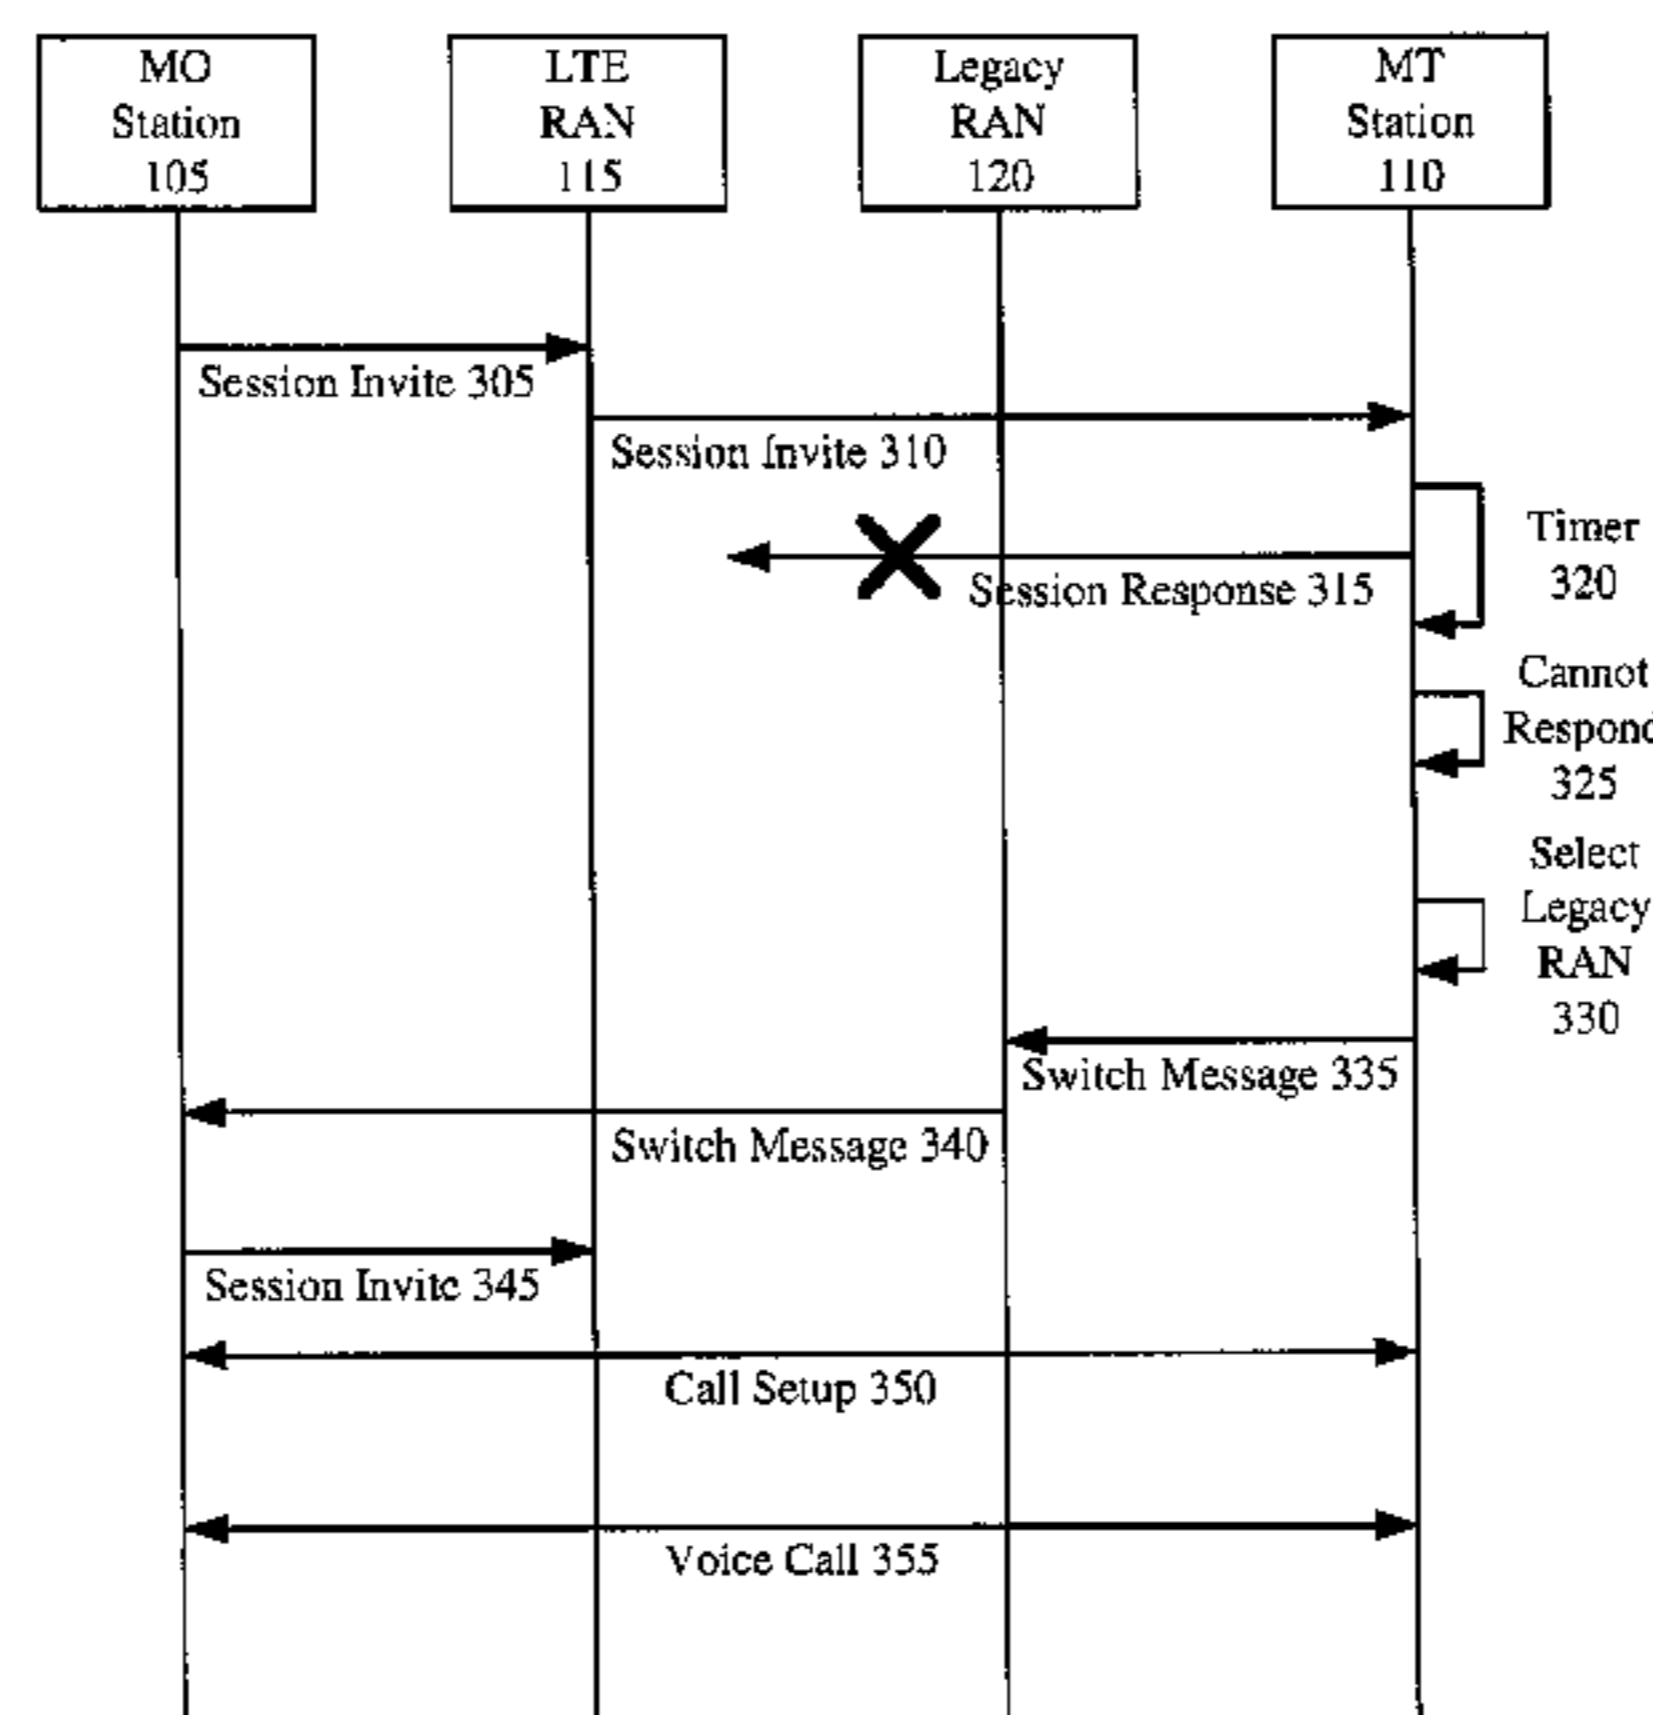 MO
Station
105
LTE
RAN
115
Legacy
RAN
120
MT
Station
110
Session Invite 305
Session Invite 310
Timer
320
Session Response 315
Cannot
Respond
325
Select
Legacy
RAN
330
Switch Message 335
Switch Message 340
Session Invite 345
Call Setup 350
Voice Call 355